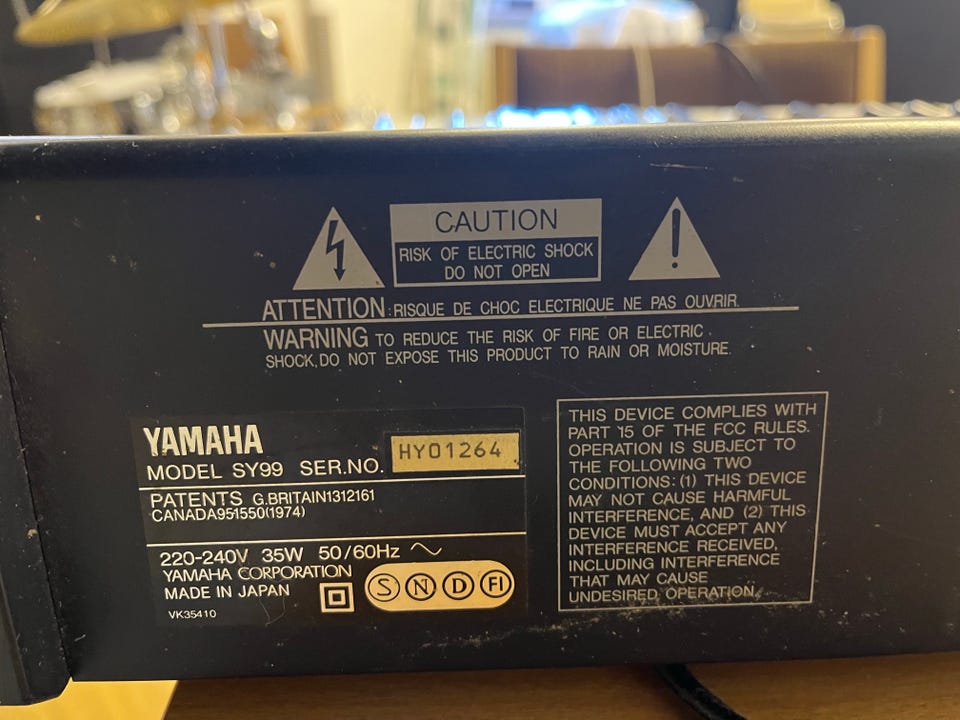 CAUTION
RISK OF ELECTRIC SHOCK
DO NOT OPEN
ATTENTION: RISQUE DE CHOC ELECTRIQUE NE PAS OUVRIR.
WARNING TO REDUCE THE RISK OF FIRE OR ELECTRIC
SHOCK, DO NOT EXPOSE THIS PRODUCT TO RAIN OR MOISTURE.
YAMAHA
MODEL SY99 SER.NO. HY01264
PATENTS G.BRITAIN1312161
CANADA951550(1974)
220-240V 35W 50/60Hz
YAMAHA CORPORATION
MADE IN JAPAN
S N D FI
VK35410
THIS DEVICE COMPLIES WITH
PART 15 OF THE FCC RULES.
OPERATION IS SUBJECT TO
THE FOLLOWING TWO
CONDITIONS: (1) THIS DEVICE
MAY NOT CAUSE HARMFUL
INTERFERENCE, AND (2) THIS
DEVICE MUST ACCEPT ANY
INTERFERENCE RECEIVED,
INCLUDING INTERFERENCE
THAT MAY CAUSE
UNDESIRED OPERATION.